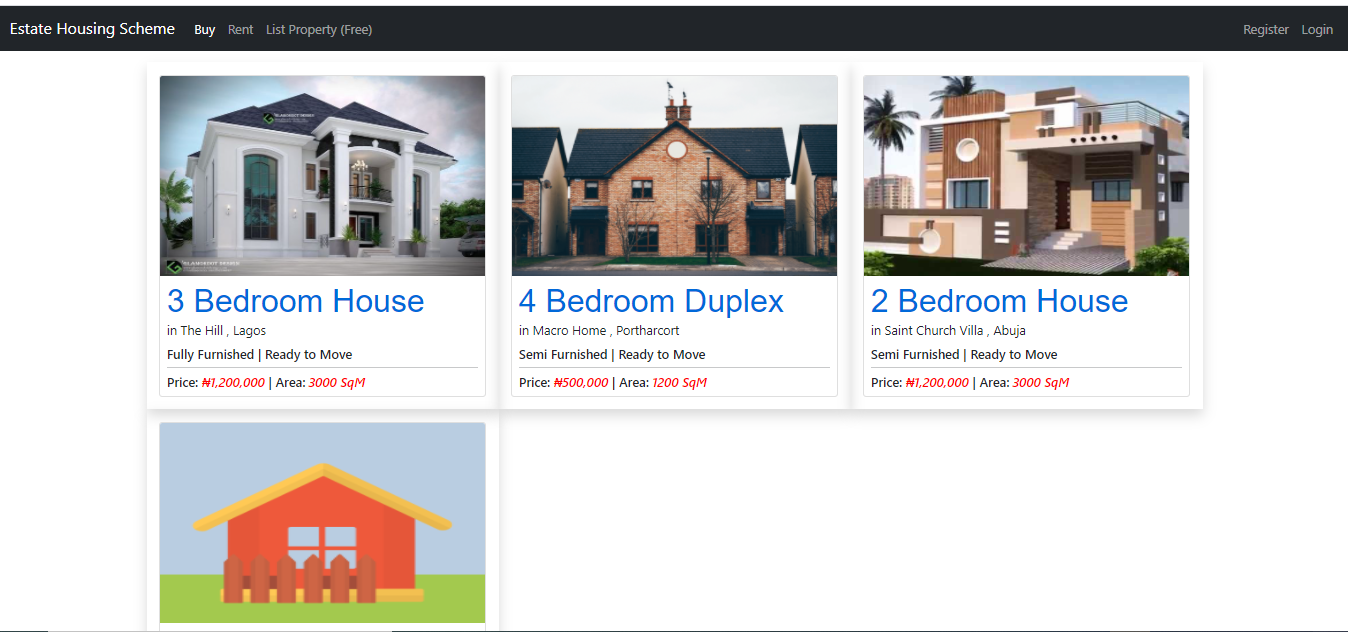 Estate Housing Scheme Buy Rent List Property (Free) Register Login
3 Bedroom House
in The Hill , Lagos
Fully Furnished | Ready to Move
Price: ₦1,200,000 | Area: 3000 SqM
4 Bedroom Duplex
in Macro Home , Portharcort
Semi Furnished | Ready to Move
Price: ₦500,000 | Area: 1200 SqM
2 Bedroom House
in Saint Church Villa , Abuja
Semi Furnished | Ready to Move
Price: ₦1,200,000 | Area: 3000 SqM